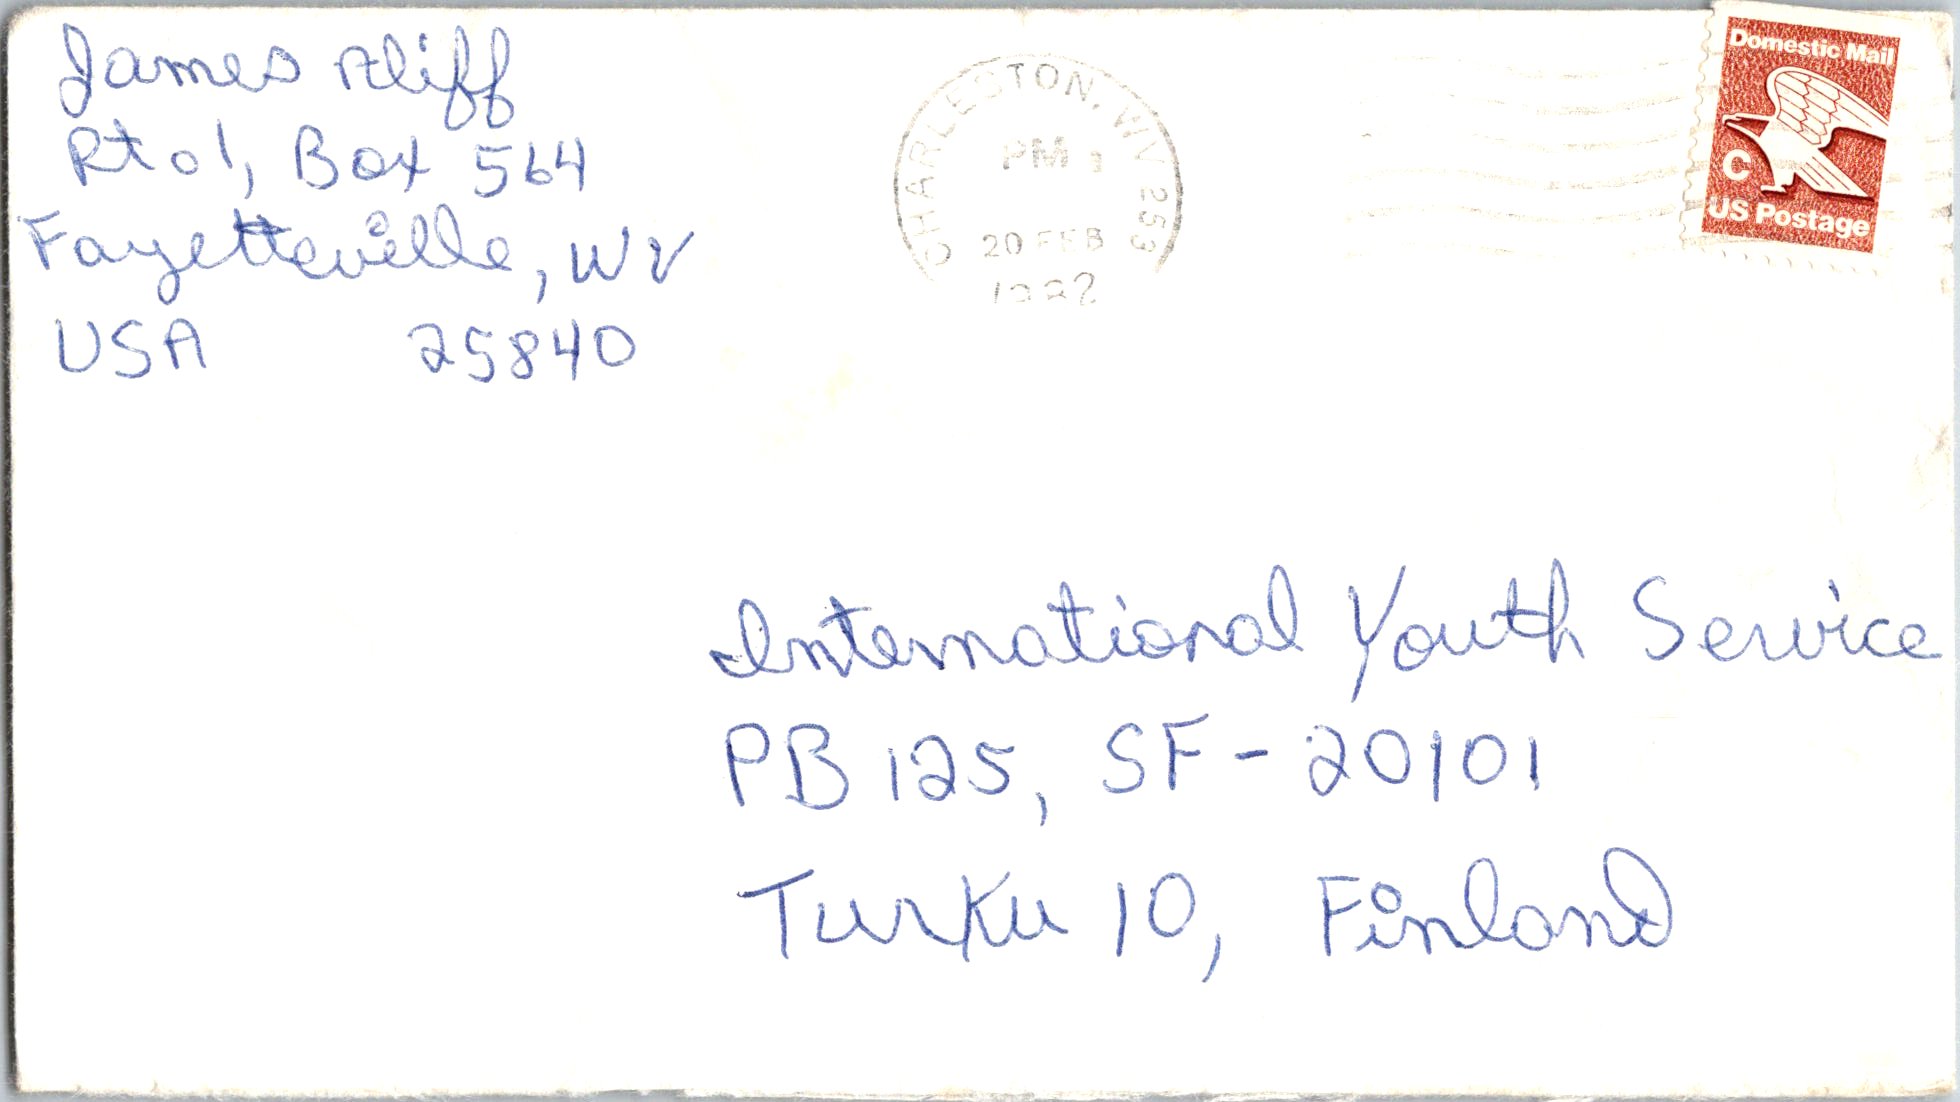 James Aliff
Rt 01, Box 564
Fayetteville, WV
USA 25840
CHARLESTON, WV 253
PM
20 FEB
Domestic Mail
C
US Postage
International Youth Service
PB 125, SF - 20101
Turku 10, Finland